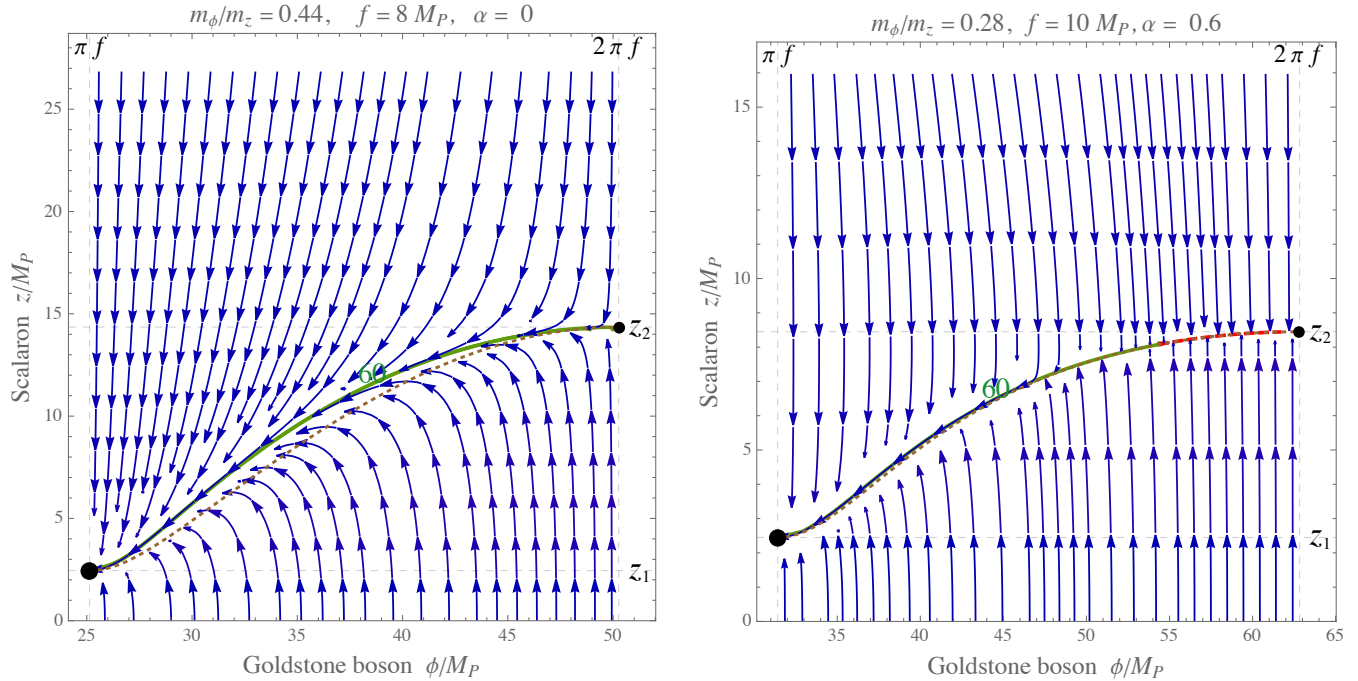 m_ϕ/m_z = 0.44, f = 8 M_P, α = 0
π f
2 π f
25
20
15
10
5
0
z_2
z_1
60
25
30
35
40
45
50
Scalaron z/M_P
Goldstone boson ϕ/M_P
m_ϕ/m_z = 0.28, f = 10 M_P, α = 0.6
π f
2 π f
15
10
5
0
z_2
z_1
60
35
40
45
50
55
60
65
Scalaron z/M_P
Goldstone boson ϕ/M_P